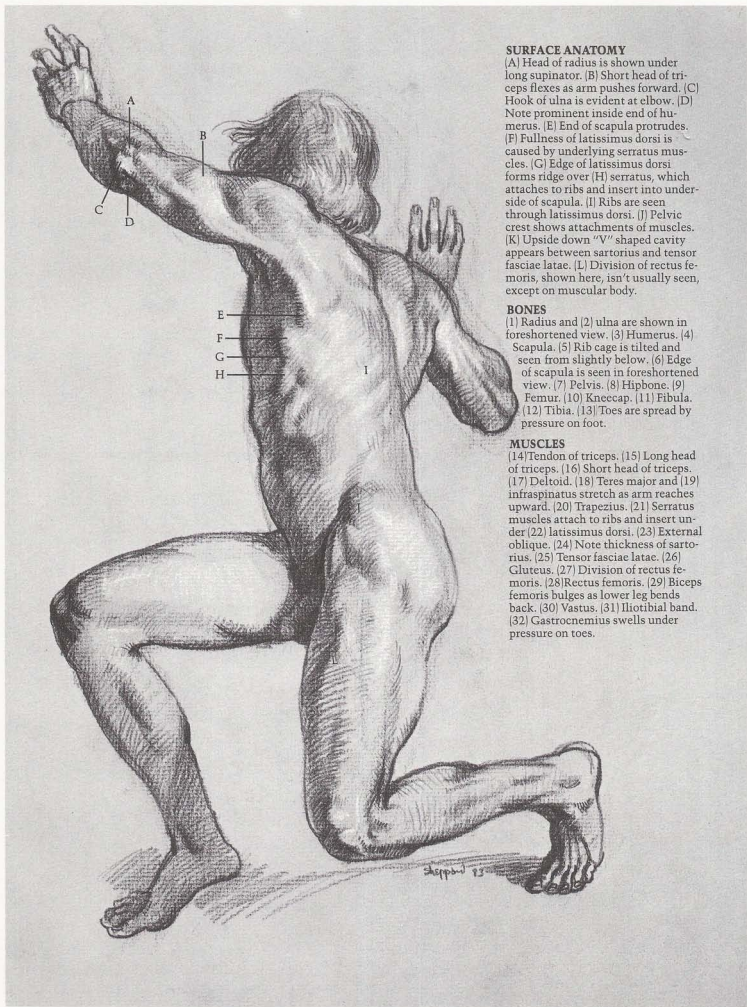 SURFACE ANATOMY
(A) Head of radius is shown under
long supinator. (B) Short head of tri-
ceps flexes as arm pushes forward. (C)
Hook of ulna is evident at elbow. (D)
Note prominent inside end of hu-
merus. (E) End of scapula protrudes.
(F) Fullness of latissimus dorsi is
caused by underlying serratus mus-
cles. (G) Edge of latissimus dorsi
forms ridge over (H) serratus, which
attaches to ribs and insert into under-
side of scapula. (I) Ribs are seen
through latissimus dorsi. (J) Pelvic
crest shows attachments of muscles.
(K) Upside down "V" shaped cavity
appears between sartorius and tensor
fasciae latae. (L) Division of rectus fe-
moris, shown here, isn't usually seen,
except on muscular body.
BONES
(1) Radius and (2) ulna are shown in
foreshortened view. (3) Humerus. (4)
Scapula. (5) Rib cage is tilted and
seen from slightly below. (6) Edge
of scapula is seen in foreshortened
view. (7) Pelvis. (8) Hipbone. (9)
Femur. (10) Kneecap. (11) Fibula.
(12) Tibia. (13) Toes are spread by
pressure on foot.
MUSCLES
(14)Tendon of triceps. (15) Long head
of triceps. (16) Short head of triceps.
(17) Deltoid. (18) Teres major and (19)
infraspinatus stretch as arm reaches
upward. (20) Trapezius. (21) Serratus
muscles attach to ribs and insert un-
der (22) latissimus dorsi. (23) External
oblique. (24) Note thickness of sarto-
rius. (25) Tensor fasciae latae. (26)
Gluteus. (27) Division of rectus fe-
moris. (28)Rectus femoris. (29) Biceps
femoris bulges as lower leg bends
back. (30) Vastus. (31) Iliotibial band.
(32) Gastrocnemius swells under
pressure on toes.
A
B
C
D
E
F
G
H
I
Sheppard 83